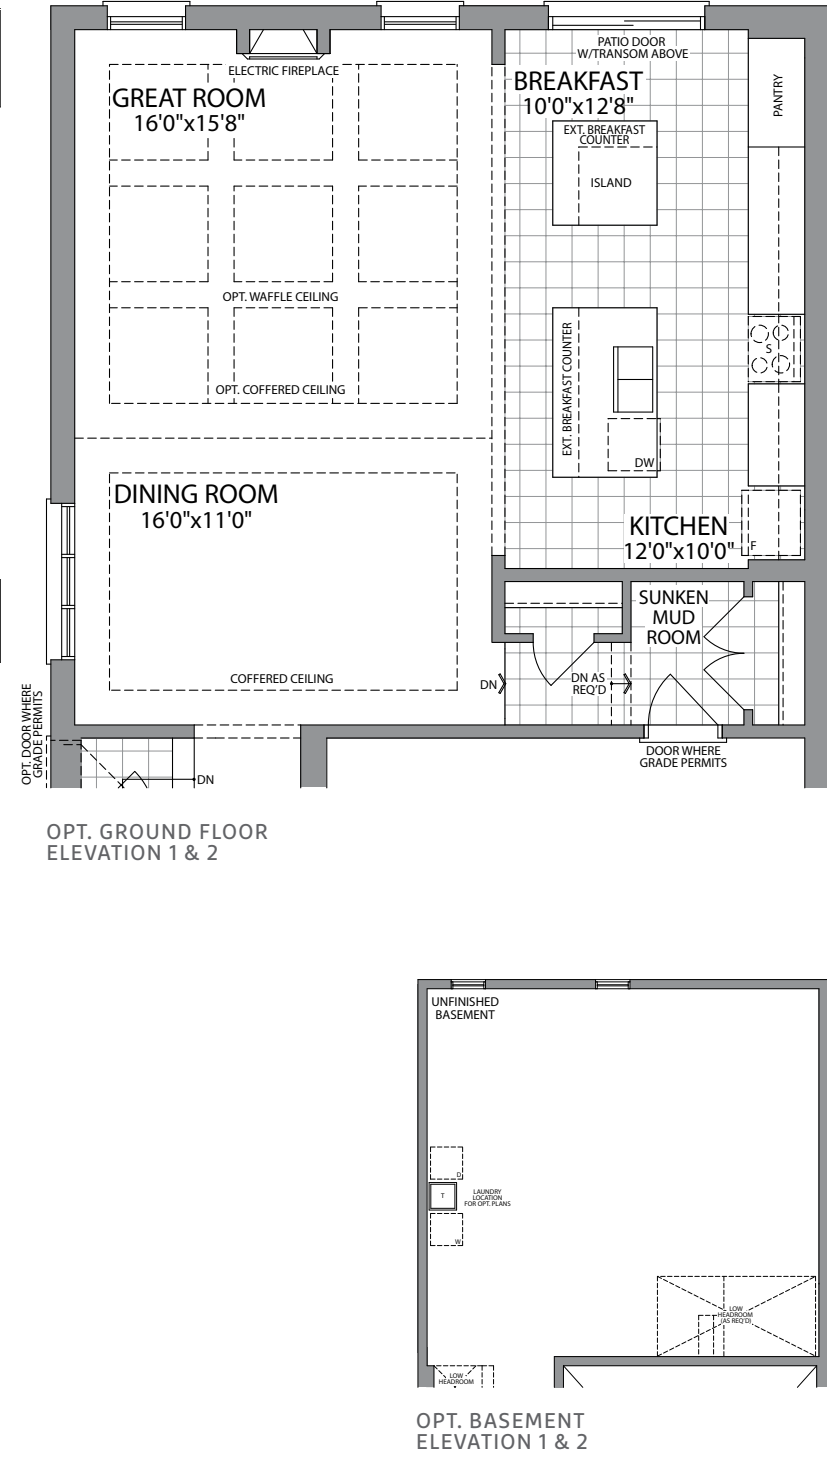 PATIO DOOR
W/TRANSOM ABOVE
ELECTRIC FIREPLACE
GREAT ROOM
16'0"x15'8"
BREAKFAST
10'0"x12'8"
PANTRY
EXT. BREAKFAST
COUNTER
ISLAND
OPT. WAFFLE CEILING
OPT. COFFERED CEILING
EXT. BREAKFAST COUNTER
S
DW
DINING ROOM
16'0"x11'0"
KITCHEN
12'0"x10'0"
F
SUNKEN
MUD
ROOM
COFFERED CEILING
DN
DN AS
REQ'D
OPT. DOOR WHERE
GRADE PERMITS
DOOR WHERE
GRADE PERMITS
DN
OPT. GROUND FLOOR
ELEVATION 1 & 2
UNFINISHED
BASEMENT
D
T
LAUNDRY
LOCATION
FOR OPT. PLANS
W
LOW
HEADROOM
(AS REQ'D)
LOW
HEADROOM
OPT. BASEMENT
ELEVATION 1 & 2